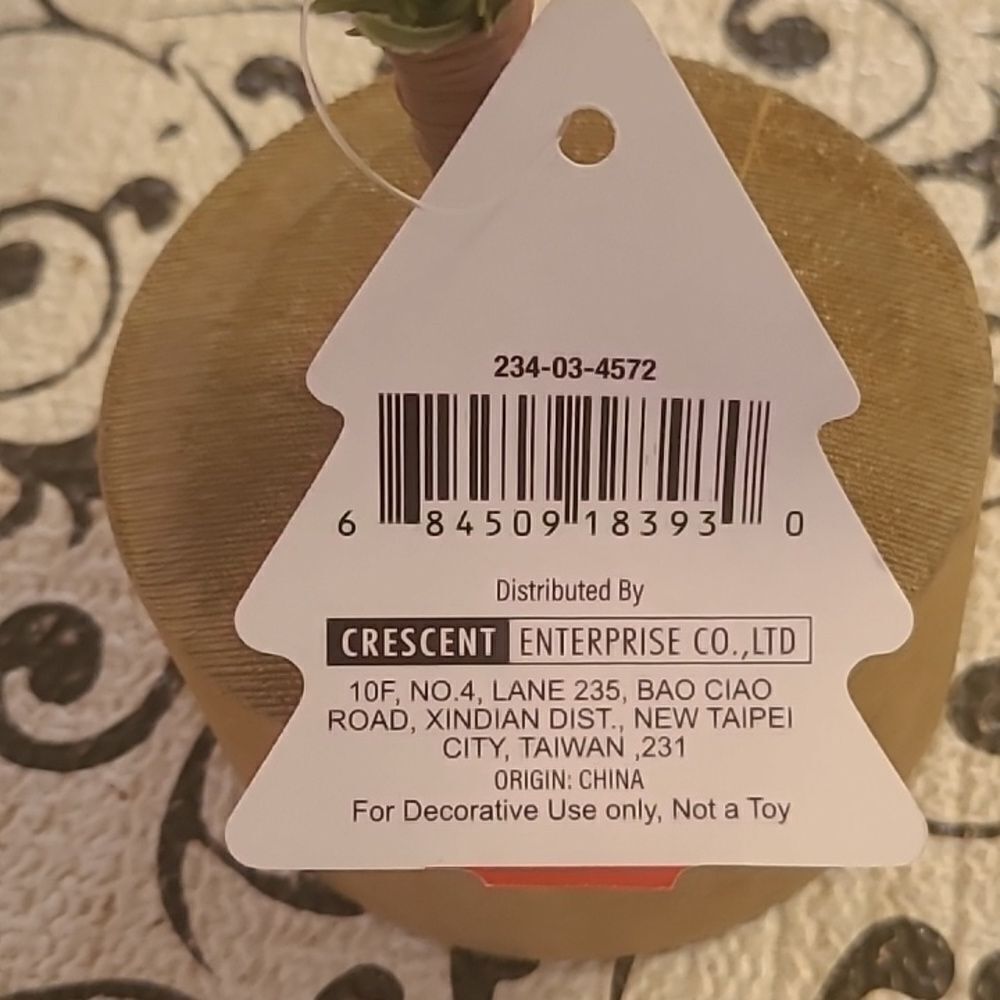 234-03-4572
6 84509 18393 0
Distributed By
CRESCENT ENTERPRISE CO.,LTD
10F, NO.4, LANE 235, BAO CIAO
ROAD, XINDIAN DIST., NEW TAIPEI
CITY, TAIWAN ,231
ORIGIN: CHINA
For Decorative Use only, Not a Toy